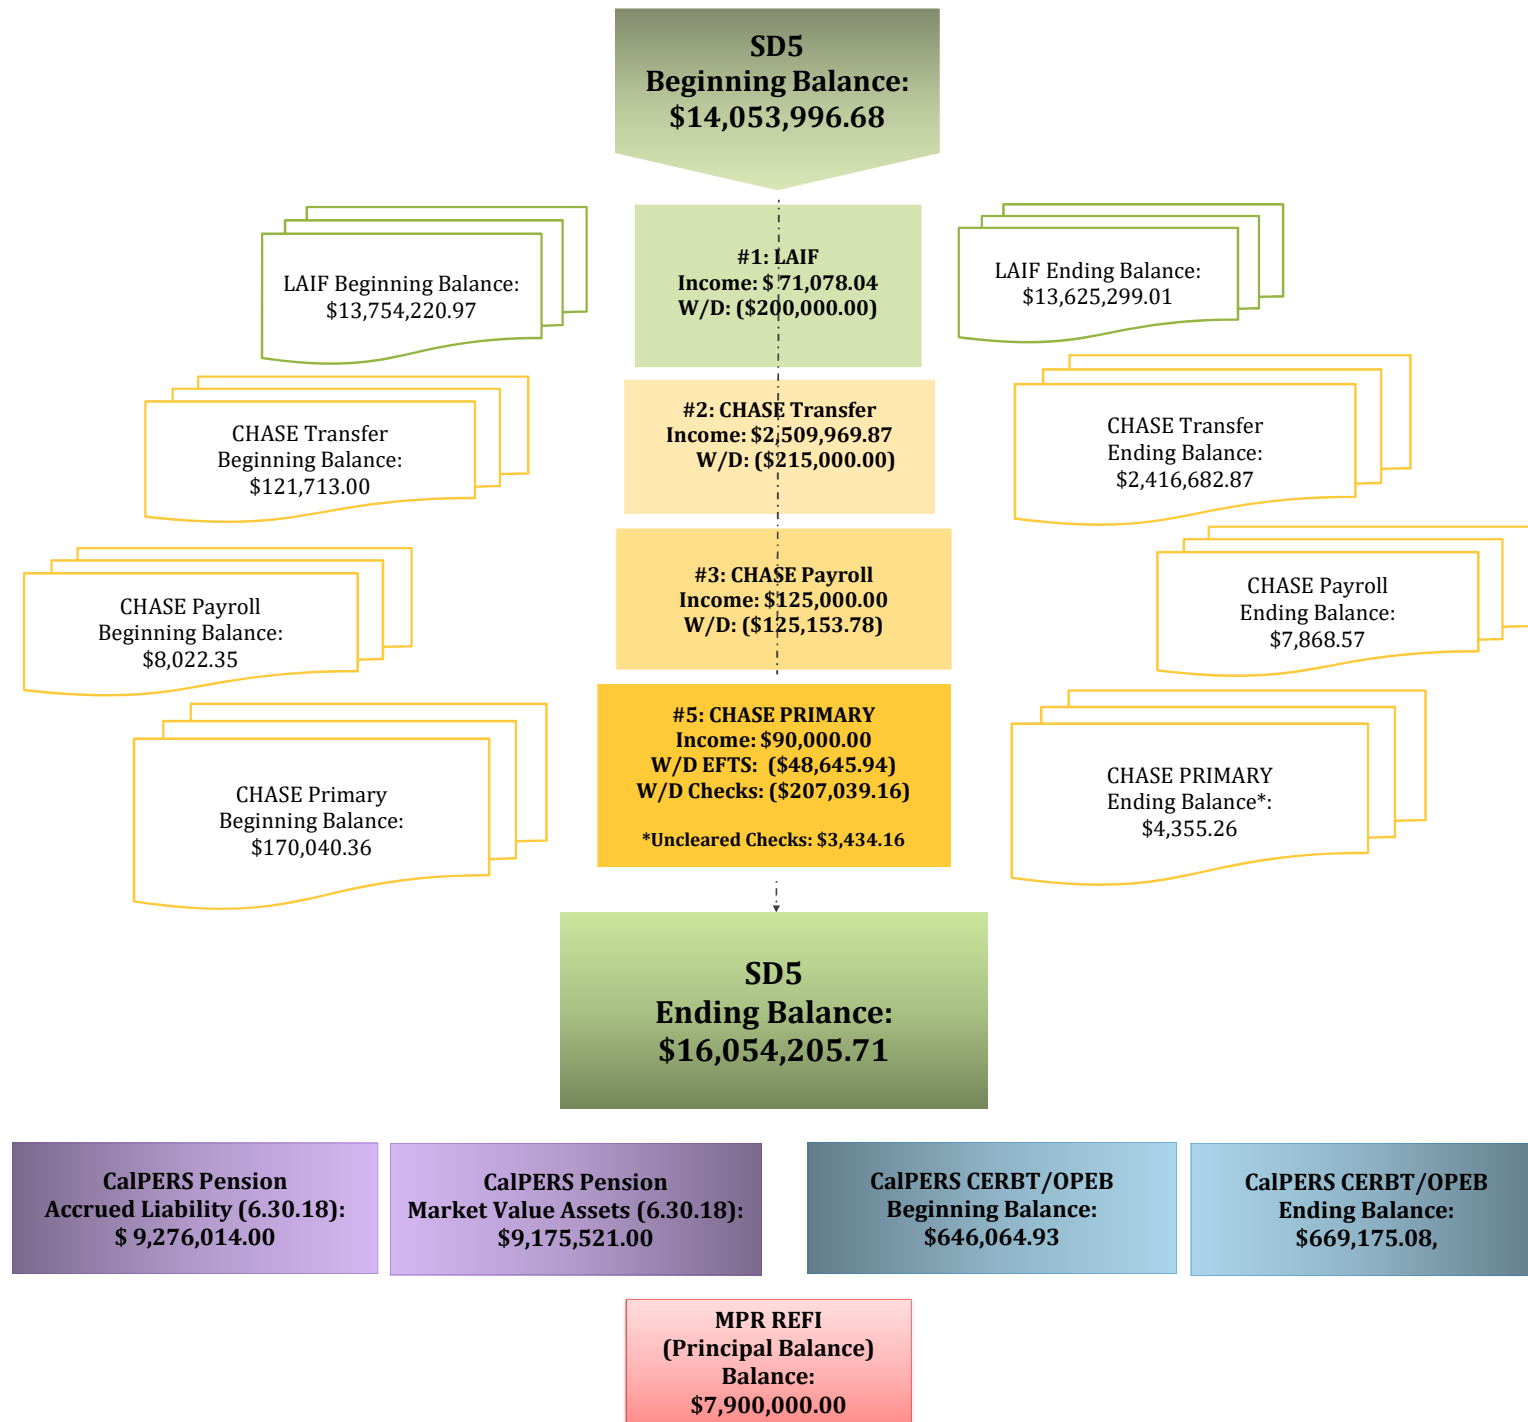 SD5
Beginning Balance:
$14,053,996.68
LAIF Beginning Balance:
$13,754,220.97
#1: LAIF
Income: $ 71,078.04
W/D: ($200,000.00)
LAIF Ending Balance:
$13,625,299.01
CHASE Transfer
Beginning Balance:
$121,713.00
#2: CHASE Transfer
Income: $2,509,969.87
W/D: ($215,000.00)
CHASE Transfer
Ending Balance:
$2,416,682.87
CHASE Payroll
Beginning Balance:
$8,022.35
#3: CHASE Payroll
Income: $125,000.00
W/D: ($125,153.78)
CHASE Payroll
Ending Balance:
$7,868.57
CHASE Primary
Beginning Balance:
$170,040.36
#5: CHASE PRIMARY
Income: $90,000.00
W/D EFTS: ($48,645.94)
W/D Checks: ($207,039.16)
*Uncleared Checks: $3,434.16
CHASE PRIMARY
Ending Balance*:
$4,355.26
SD5
Ending Balance:
$16,054,205.71
CalPERS Pension
Accrued Liability (6.30.18):
$ 9,276,014.00
CalPERS Pension
Market Value Assets (6.30.18):
$9,175,521.00
CalPERS CERBT/OPEB
Beginning Balance:
$646,064.93
CalPERS CERBT/OPEB
Ending Balance:
$669,175.08,
MPR REFI
(Principal Balance)
Balance:
$7,900,000.00